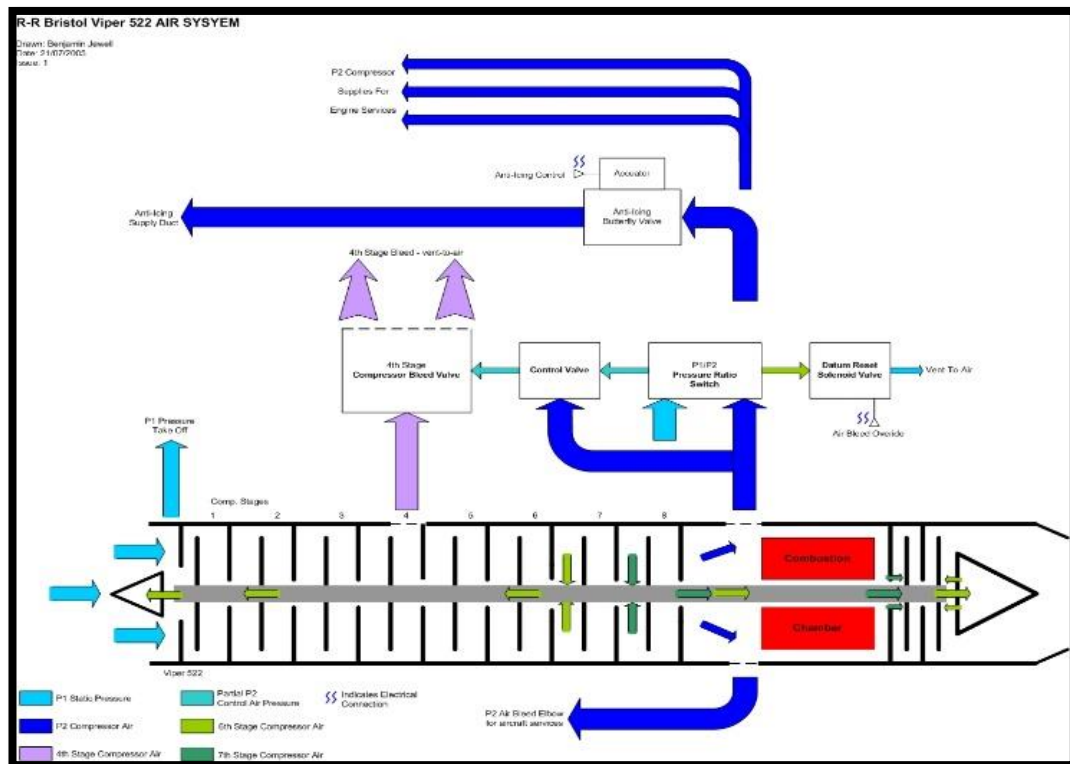 R-R Bristol Viper 522 AIR SYSYEM
Drawn: Benjamin Jewell
Date: 21/07/2005
Issue: 1
P2 Compressor
Supplies For
Engine Services
Anti-Icing Control
Accuator
Anti-Icing
Supply Duct
Anti-Icing
Butterfly Valve
4th Stage Bleed - vent-to-air
4th Stage
Compressor Bleed Valve
Control Valve
P1/P2
Pressure Ratio
Switch
Datum Reset
Solenoid Valve
Vent To Air
Air Bleed Override
P1 Pressure
Take Off
Comp. Stages
1 2 3 4 5 6 7 8
Combustion
Chamber
Viper 522
P1 Static Pressure
P2 Compressor Air
4th Stage Compressor Air
Partial P2
Control Air Pressure
6th Stage Compressor Air
7th Stage Compressor Air
Indicates Electrical
Connection
P2 Air Bleed Elbow
for aircraft services